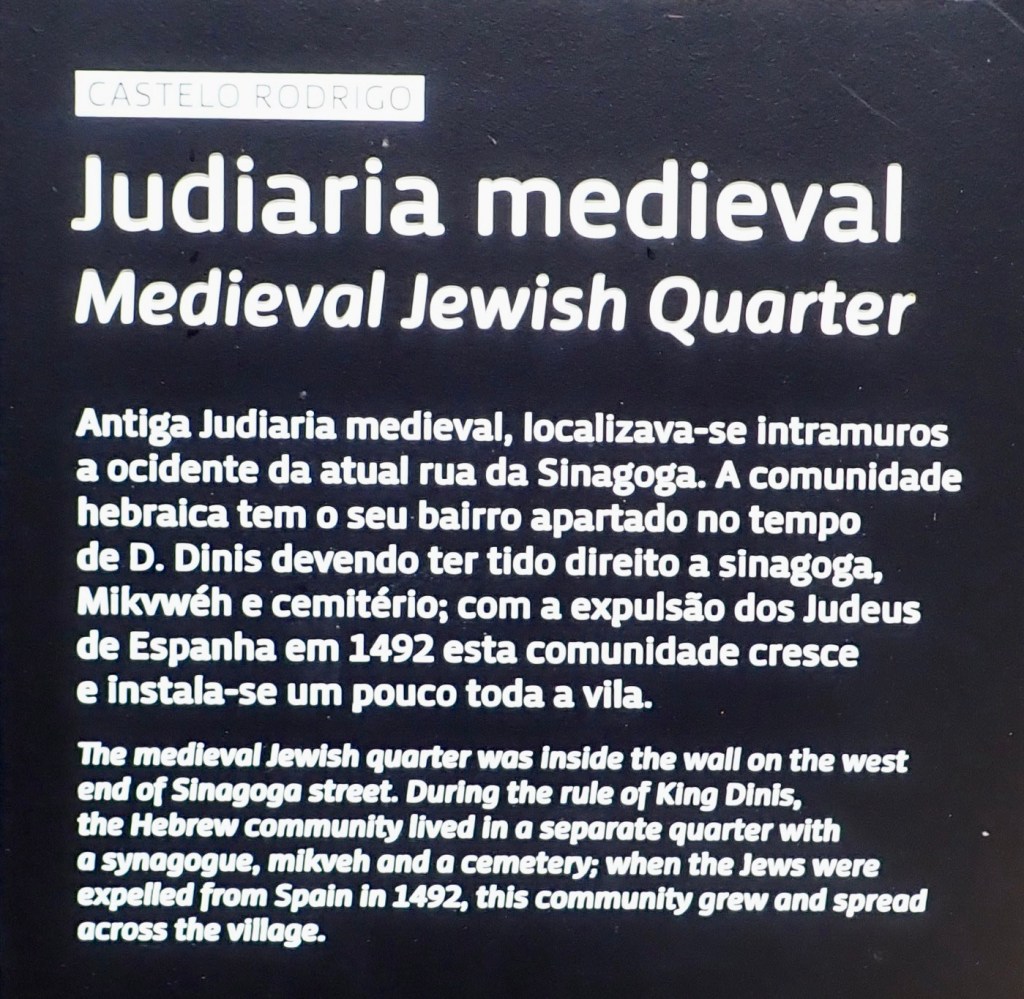 CASTELO RODRIGO
Judiaria medieval
Medieval Jewish Quarter
Antiga Judiaria medieval, localizava-se intramuros
a ocidente da atual rua da Sinagoga. A comunidade
hebraica tem o seu bairro apartado no tempo
de D. Dinis devendo ter tido direito a sinagoga,
Mikvwéh e cemitério; com a expulsão dos Judeus
de Espanha em 1492 esta comunidade cresce
e instala-se um pouco toda a vila.
The medieval Jewish quarter was inside the wall on the west
end of Sinagoga street. During the rule of King Dinis,
the Hebrew community lived in a separate quarter with
a synagogue, mikveh and a cemetery; when the Jews were
expelled from Spain in 1492, this community grew and spread
across the village.